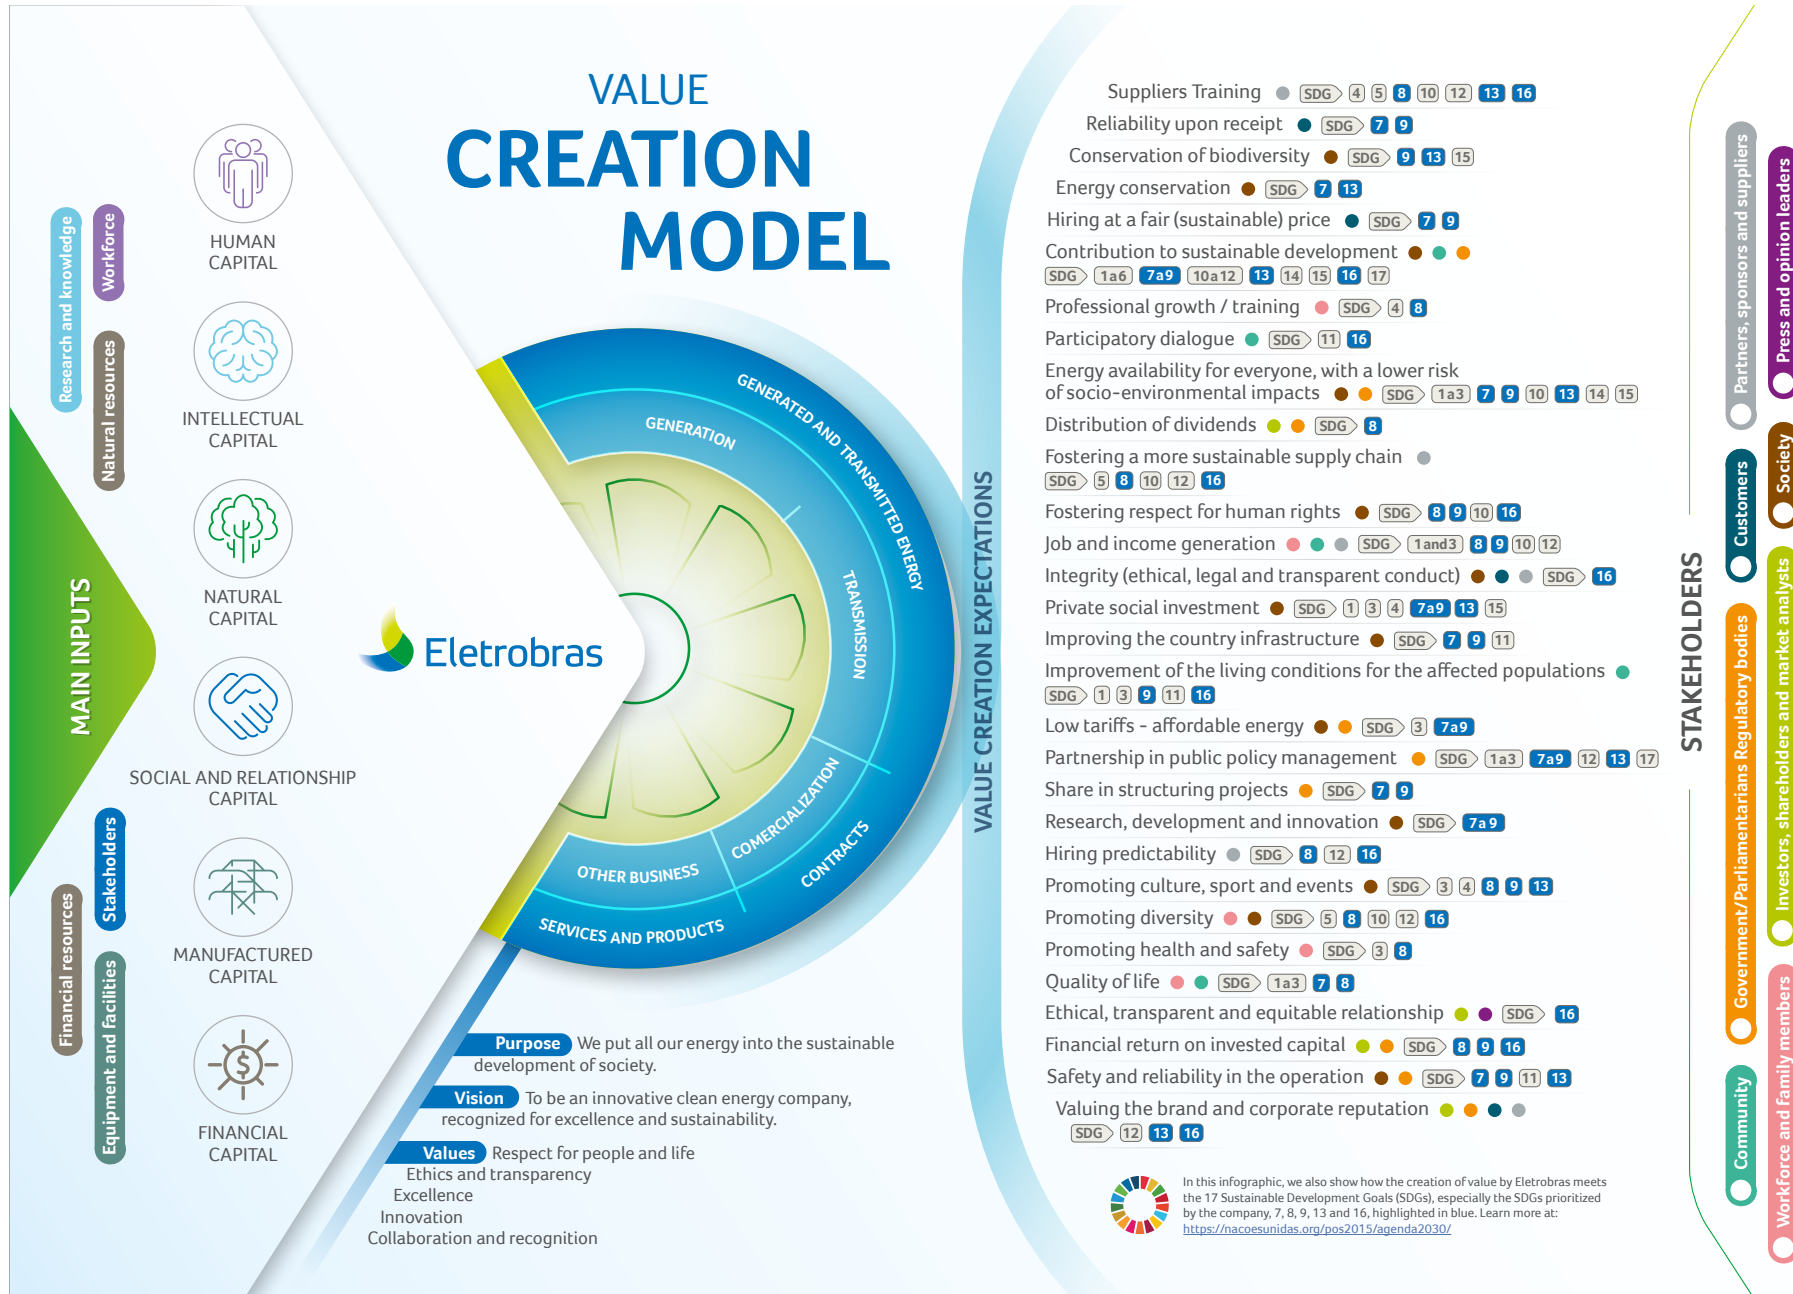 VALUE
CREATION
MODEL
MAIN INPUTS
Research and knowledge
Workforce
Natural resources
Stakeholders
Financial resources
Equipment and facilities
HUMAN
CAPITAL
INTELLECTUAL
CAPITAL
NATURAL
CAPITAL
SOCIAL AND RELATIONSHIP
CAPITAL
MANUFACTURED
CAPITAL
$
FINANCIAL
CAPITAL
Eletrobras
GENERATED AND TRANSMITTED ENERGY
GENERATION
TRANSMISSION
COMERCIALIZATION
CONTRACTS
OTHER BUSINESS
SERVICES AND PRODUCTS
Purpose We put all our energy into the sustainable
development of society.
Vision To be an innovative clean energy company,
recognized for excellence and sustainability.
Values Respect for people and life
Ethics and transparency
Excellence
Innovation
Collaboration and recognition
VALUE CREATION EXPECTATIONS
Suppliers Training SDG 4 5 8 10 12 13 16
Reliability upon receipt SDG 7 9
Conservation of biodiversity SDG 9 13 15
Energy conservation SDG 7 13
Hiring at a fair (sustainable) price SDG 7 9
Contribution to sustainable development
SDG 1a6 7a9 10a12 13 14 15 16 17
Professional growth / training SDG 4 8
Participatory dialogue SDG 11 16
Energy availability for everyone, with a lower risk
of socio-environmental impacts SDG 1a3 7 9 10 13 14 15
Distribution of dividends SDG 8
Fostering a more sustainable supply chain
SDG 5 8 10 12 16
Fostering respect for human rights SDG 8 9 10 16
Job and income generation SDG 1and3 8 9 10 12
Integrity (ethical, legal and transparent conduct) SDG 16
Private social investment SDG 1 3 4 7a9 13 15
Improving the country infrastructure SDG 7 9 11
Improvement of the living conditions for the affected populations
SDG 1 3 9 11 16
Low tariffs - affordable energy SDG 3 7a9
Partnership in public policy management SDG 1a3 7a9 12 13 17
Share in structuring projects SDG 7 9
Research, development and innovation SDG 7a9
Hiring predictability SDG 8 12 16
Promoting culture, sport and events SDG 3 4 8 9 13
Promoting diversity SDG 5 8 10 12 16
Promoting health and safety SDG 3 8
Quality of life SDG 1a3 7 8
Ethical, transparent and equitable relationship SDG 16
Financial return on invested capital SDG 8 9 16
Safety and reliability in the operation SDG 7 9 11 13
Valuing the brand and corporate reputation
SDG 12 13 16
In this infographic, we also show how the creation of value by Eletrobras meets
the 17 Sustainable Development Goals (SDGs), especially the SDGs prioritized
by the company, 7, 8, 9, 13 and 16, highlighted in blue. Learn more at:
https://nacoesunidas.org/pos2015/agenda2030/
STAKEHOLDERS
Partners, sponsors and suppliers
Press and opinion leaders
Customers
Society
Government/Parliamentarians Regulatory bodies
Investors, shareholders and market analysts
Community
Workforce and family members